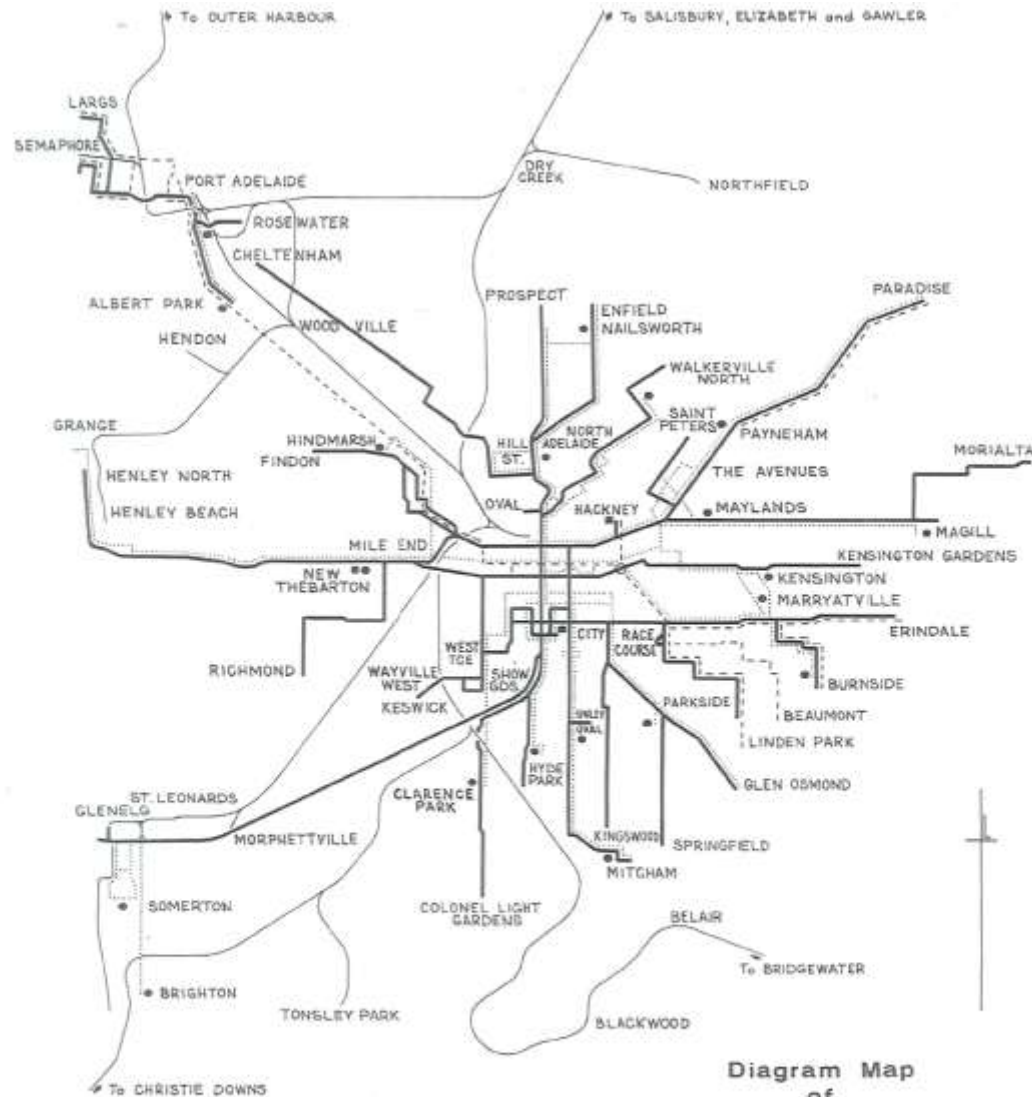 To OUTER HARBOUR
To SALISBURY, ELIZABETH and GAWLER
LARGS
SEMAPHORE
PORT ADELAIDE
DRY
CREEK
NORTHFIELD
ROSEWATER
CHELTENHAM
ALBERT PARK
PROSPECT
PARADISE
ENFIELD
NAILSWORTH
HENDON
WOODVILLE
WALKERVILLE
NORTH
GRANGE
SAINT
PETERS
HINDMARSH
FINDON
HILL
ST.
NORTH
ADELAIDE
PAYNEHAM
MORIALTA
HENLEY NORTH
THE AVENUES
HENLEY BEACH
OVAL
HACKNEY
MAYLANDS
MAGILL
MILE END
KENSINGTON GARDENS
NEW
THEBARTON
KENSINGTON
MARRYATVILLE
CITY
RACE
COURSE
ERINDALE
RICHMOND
WEST
TCE
WAYVILLE
WEST
SHOW
GDS.
KESWICK
PARKSIDE
BURNSIDE
UNLEY
OVAL
BEAUMONT
LINDEN PARK
HYDE
PARK
CLARENCE
PARK
GLEN OSMOND
ST. LEONARDS
GLENELG
MORPHETTVILLE
KINGSWOOD
SPRINGFIELD
MITCHAM
SOMERTON
COLONEL LIGHT
GARDENS
BELAIR
To BRIDGEWATER
BRIGHTON
TONSLEY PARK
BLACKWOOD
Diagram Map
of
To CHRISTIE DOWNS